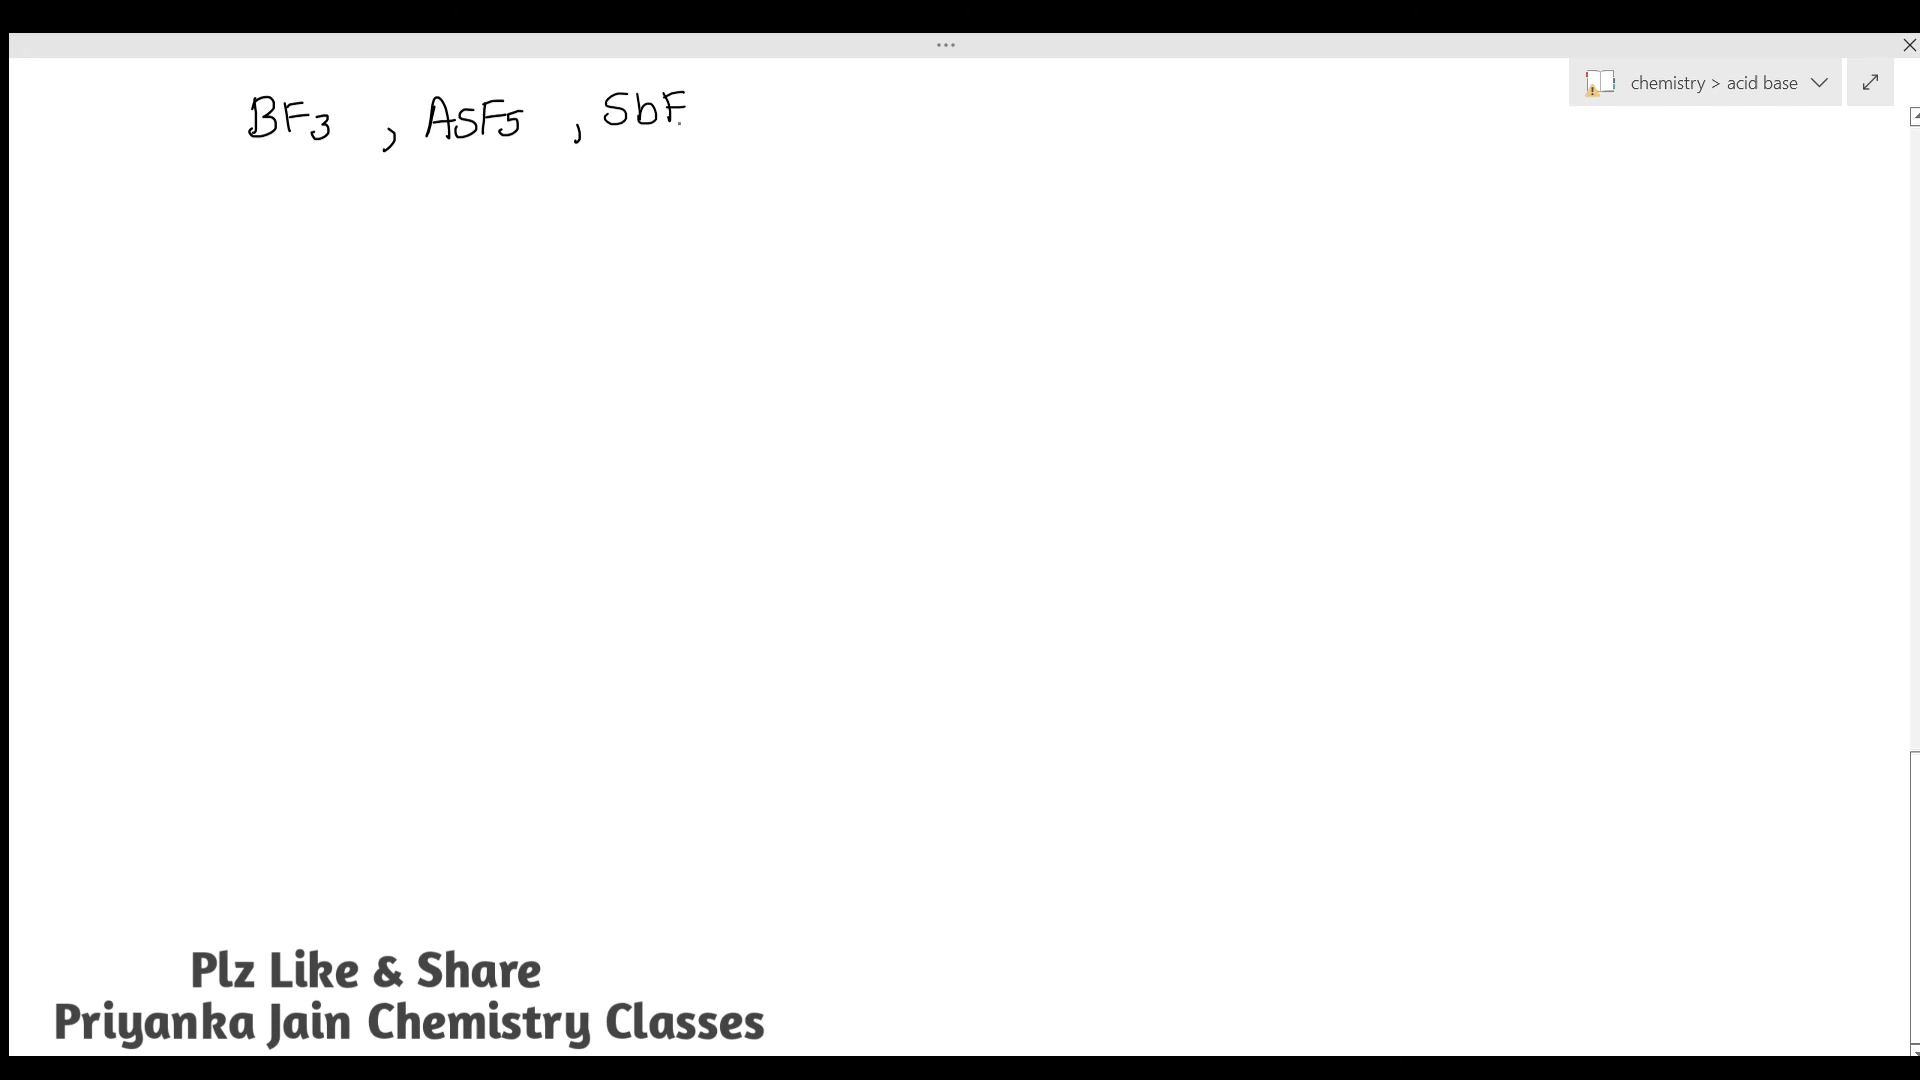 chemistry > acid base
BF3 , AsF5 , SbF
Plz Like & Share
Priyanka Jain Chemistry Classes